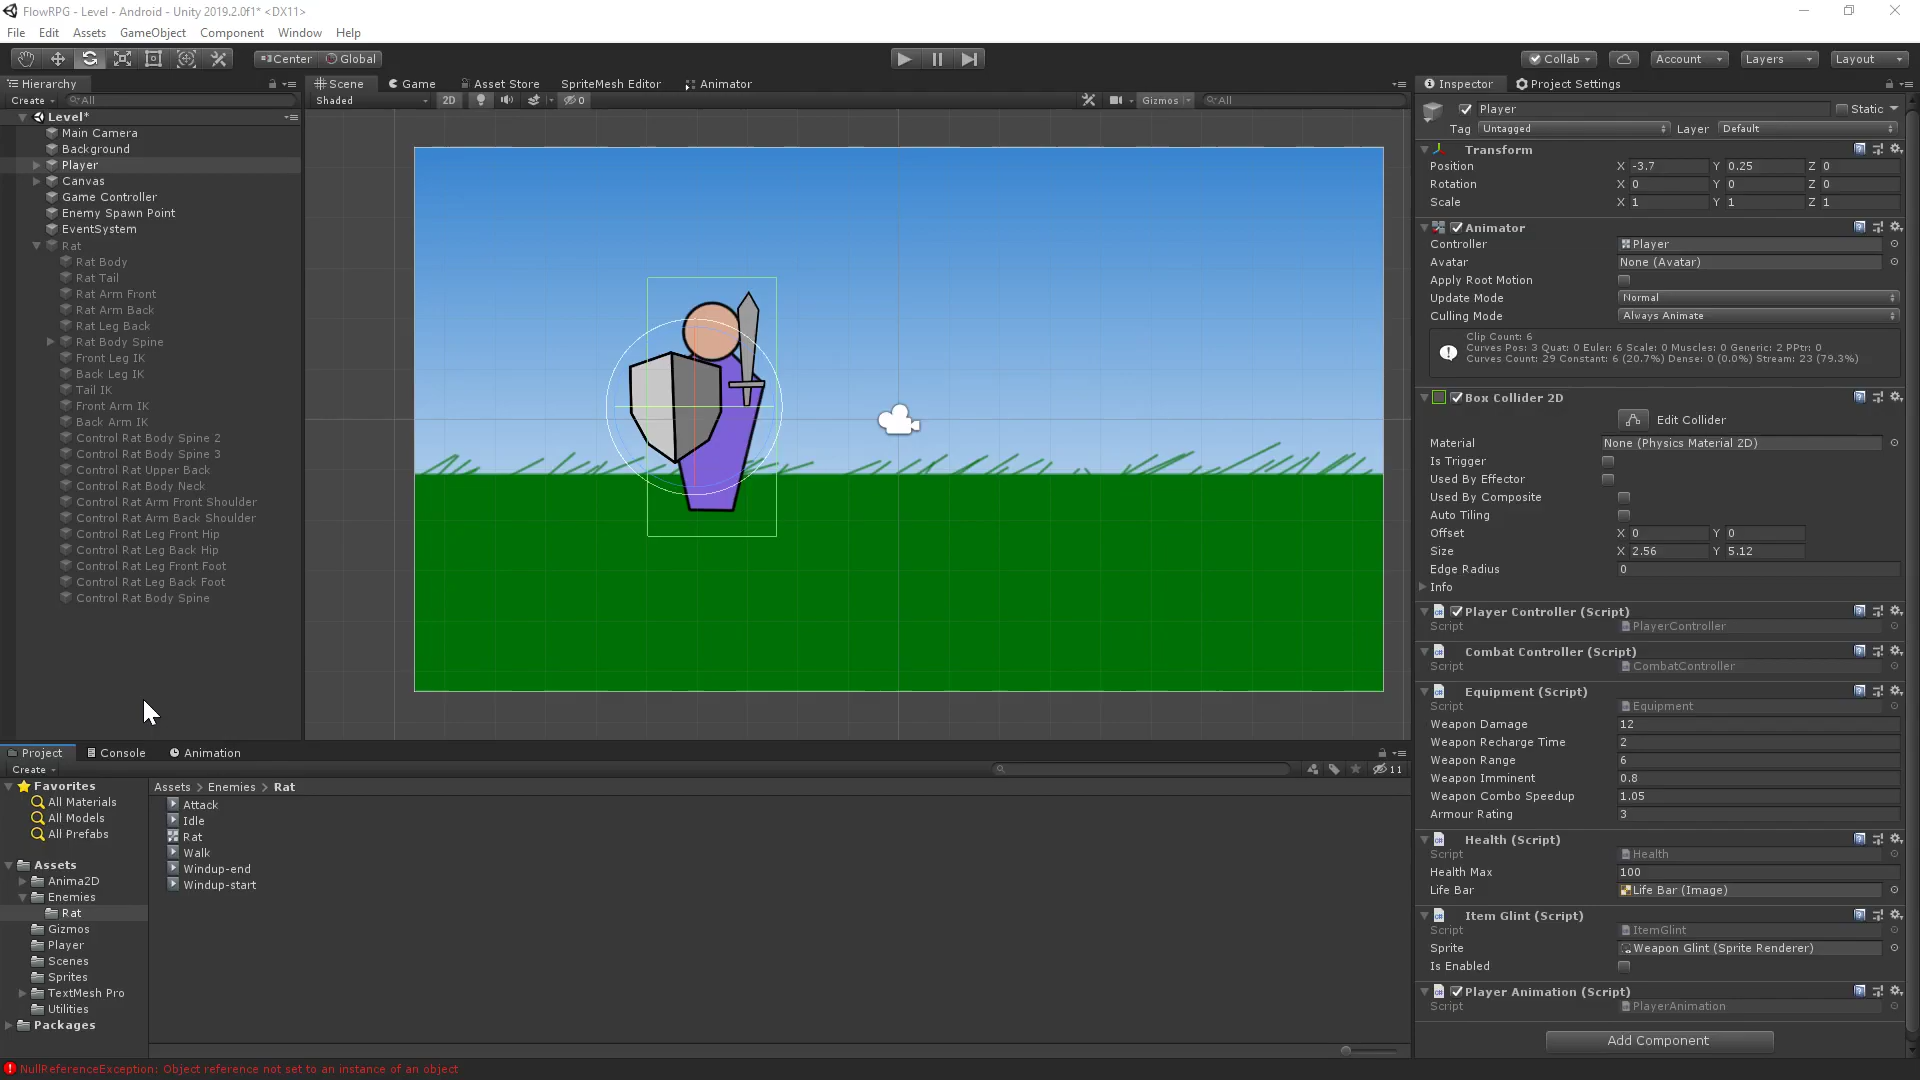 FlowRPG - Level - Android - Unity 2019.2.0f1* <DX11>
File Edit Assets GameObject Component Window Help
Center Global Collab Account Layers Layout
Hierarchy Scene Game Asset Store SpriteMesh Editor Animator Inspector Project Settings
Create All Shaded 2D 0 Gizmos All
Level*
Main Camera
Background
Player
Canvas
Game Controller
Enemy Spawn Point
EventSystem
Rat
Rat Body
Rat Tail
Rat Arm Front
Rat Arm Back
Rat Leg Back
Rat Body Spine
Front Leg IK
Back Leg IK
Tail IK
Front Arm IK
Back Arm IK
Control Rat Body Spine 2
Control Rat Body Spine 3
Control Rat Upper Back
Control Rat Body Neck
Control Rat Arm Front Shoulder
Control Rat Arm Back Shoulder
Control Rat Leg Front Hip
Control Rat Leg Back Hip
Control Rat Leg Front Foot
Control Rat Leg Back Foot
Control Rat Body Spine
Player Static
Tag Untagged Layer Default
Transform
Position X -3.7 Y 0.25 Z 0
Rotation X 0 Y 0 Z 0
Scale X 1 Y 1 Z 1
Animator
Controller Player
Avatar None (Avatar)
Apply Root Motion
Update Mode Normal
Culling Mode Always Animate
Clip Count: 6
Curves Pos: 3 Quat: 0 Euler: 6 Scale: 0 Muscles: 0 Generic: 2 PPtr: 0
Curves Count: 29 Constant: 6 (20.7%) Dense: 0 (0.0%) Stream: 23 (79.3%)
Box Collider 2D
Edit Collider
Material None (Physics Material 2D)
Is Trigger
Used By Effector
Used By Composite
Auto Tiling
Offset X 0 Y 0
Size X 2.56 Y 5.12
Edge Radius 0
Info
Player Controller (Script)
Script PlayerController
Combat Controller (Script)
Script CombatController
Equipment (Script)
Script Equipment
Weapon Damage 12
Weapon Recharge Time 2
Weapon Range 6
Weapon Imminent 0.8
Weapon Combo Speedup 1.05
Armour Rating 3
Health (Script)
Script Health
Health Max 100
Life Bar Life Bar (Image)
Item Glint (Script)
Script ItemGlint
Sprite Weapon Glint (Sprite Renderer)
Is Enabled
Player Animation (Script)
Script PlayerAnimation
Add Component
Project Console Animation
Create 11
Favorites
All Materials
All Models
All Prefabs
Assets
Anima2D
Enemies
Rat
Gizmos
Player
Scenes
Sprites
TextMesh Pro
Utilities
Packages
Assets > Enemies > Rat
Attack
Idle
Rat
Walk
Windup-end
Windup-start
NullReferenceException: Object reference not set to an instance of an object